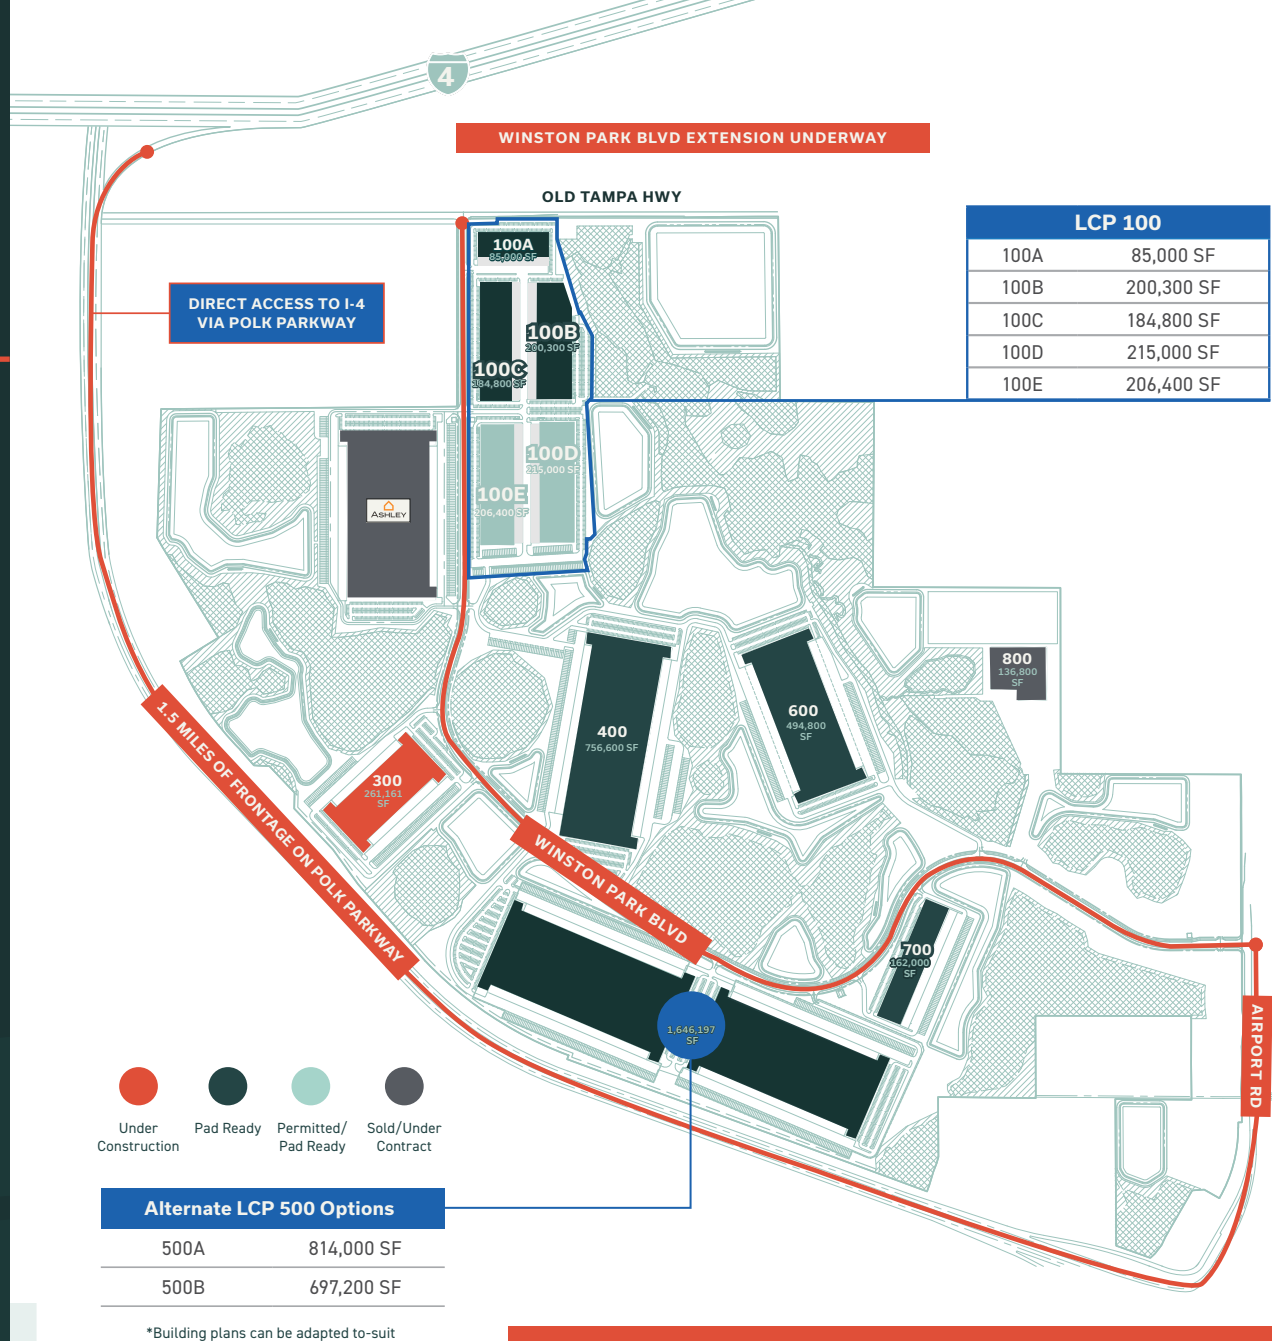 4
WINSTON PARK BLVD EXTENSION UNDERWAY
OLD TAMPA HWY
LCP 100
100A 85,000 SF
100B 200,300 SF
100C 184,800 SF
100D 215,000 SF
100E 206,400 SF
DIRECT ACCESS TO I-4
VIA POLK PARKWAY
100A
85,000 SF
100B
200,300 SF
100C
184,800 SF
100D
215,000 SF
100E
206,400 SF
ASHLEY
800
136,800
SF
600
494,800
SF
400
756,600 SF
300
261,161
SF
1.5 MILES OF FRONTAGE ON POLK PARKWAY
WINSTON PARK BLVD
700
162,000
SF
1,646,197
SF
AIRPORT RD
Under
Construction
Pad Ready
Permitted/
Pad Ready
Sold/Under
Contract
Alternate LCP 500 Options
500A 814,000 SF
500B 697,200 SF
*Building plans can be adapted to-suit